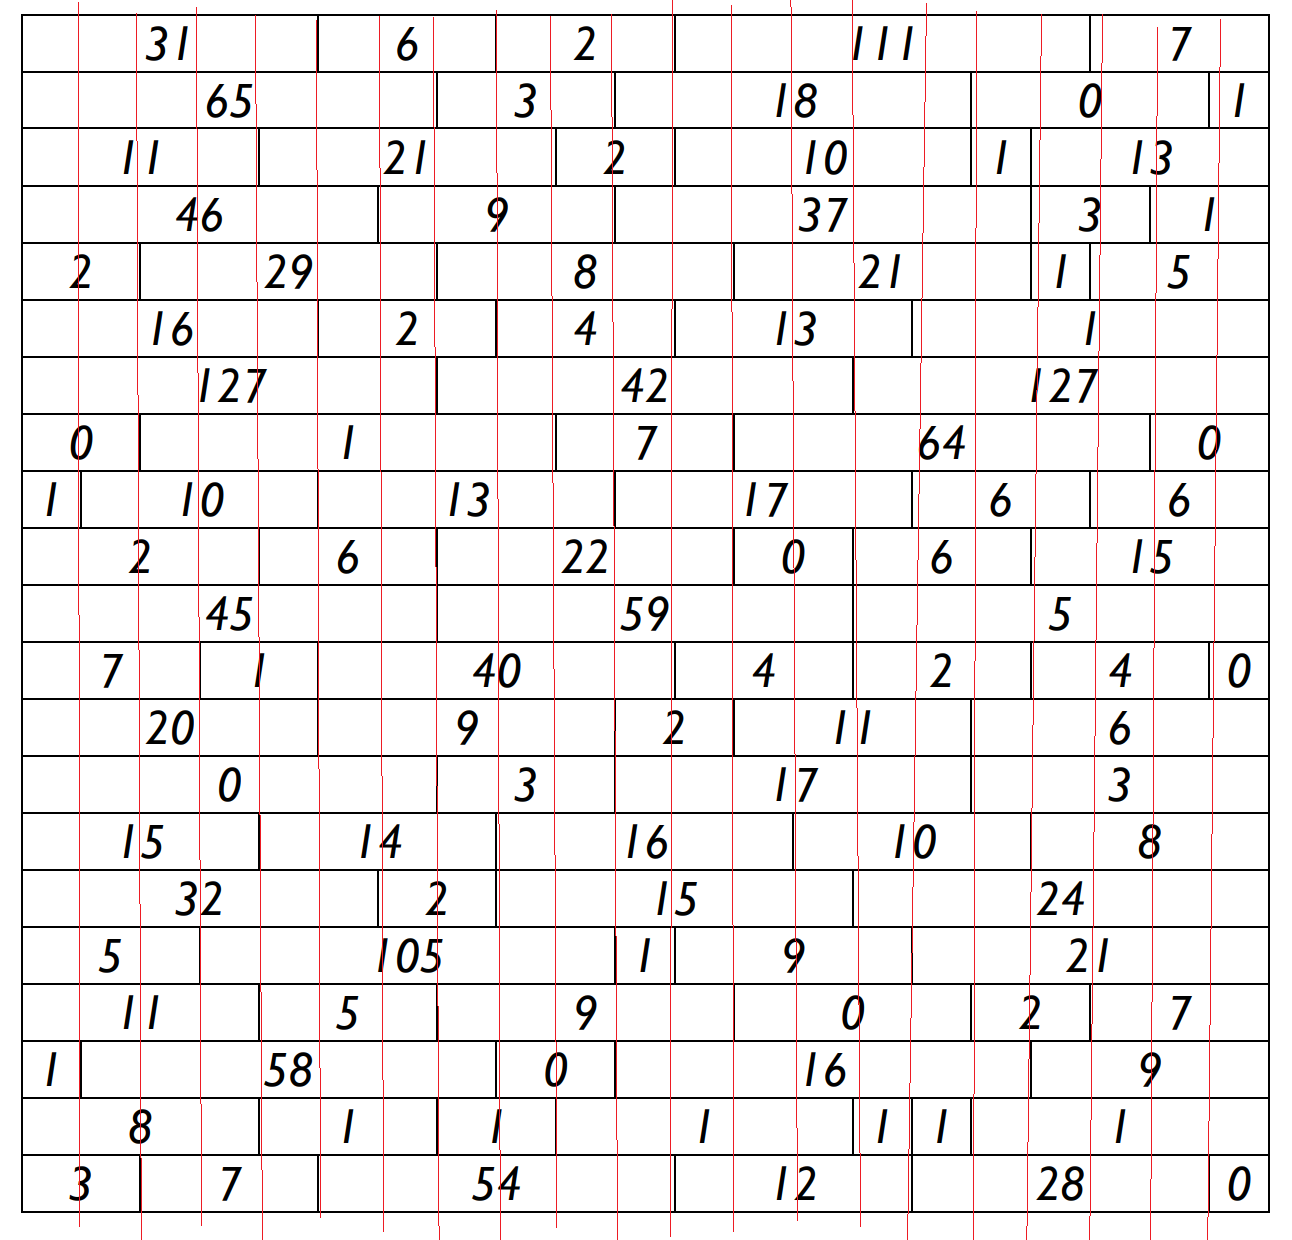 31 6 2 111 7
65 3 18 0 1
11 21 2 10 1 13
46 9 37 3 1
2 29 8 21 1 5
16 2 4 13 1
127 42 127
0 1 7 64 0
1 10 13 17 6 6
2 6 22 0 6 15
45 59 5
7 1 40 4 2 4 0
20 9 2 11 6
0 3 17 3
15 14 16 10 8
32 2 15 24
5 105 1 9 21
11 5 9 0 2 7
1 58 0 16 9
8 1 1 1 1 1 1
3 7 54 12 28 0